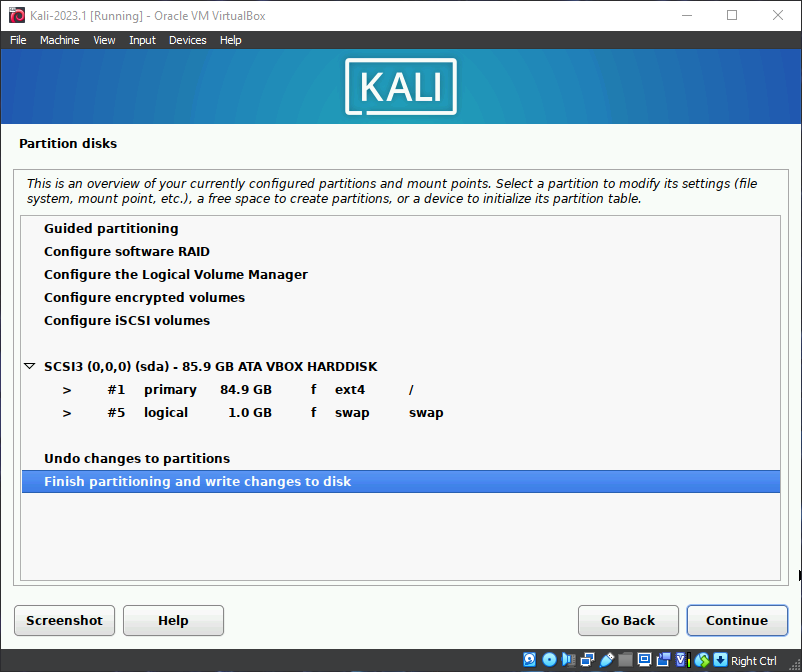 Kali-2023.1 [Running] - Oracle VM VirtualBox
File Machine View Input Devices Help
KALI
Partition disks
This is an overview of your currently configured partitions and mount points. Select a partition to modify its settings (file
system, mount point, etc.), a free space to create partitions, or a device to initialize its partition table.
Guided partitioning
Configure software RAID
Configure the Logical Volume Manager
Configure encrypted volumes
Configure iSCSI volumes
SCSI3 (0,0,0) (sda) - 85.9 GB ATA VBOX HARDDISK
> #1 primary 84.9 GB f ext4 /
> #5 logical 1.0 GB f swap swap
Undo changes to partitions
Finish partitioning and write changes to disk
Screenshot Help Go Back Continue
Right Ctrl